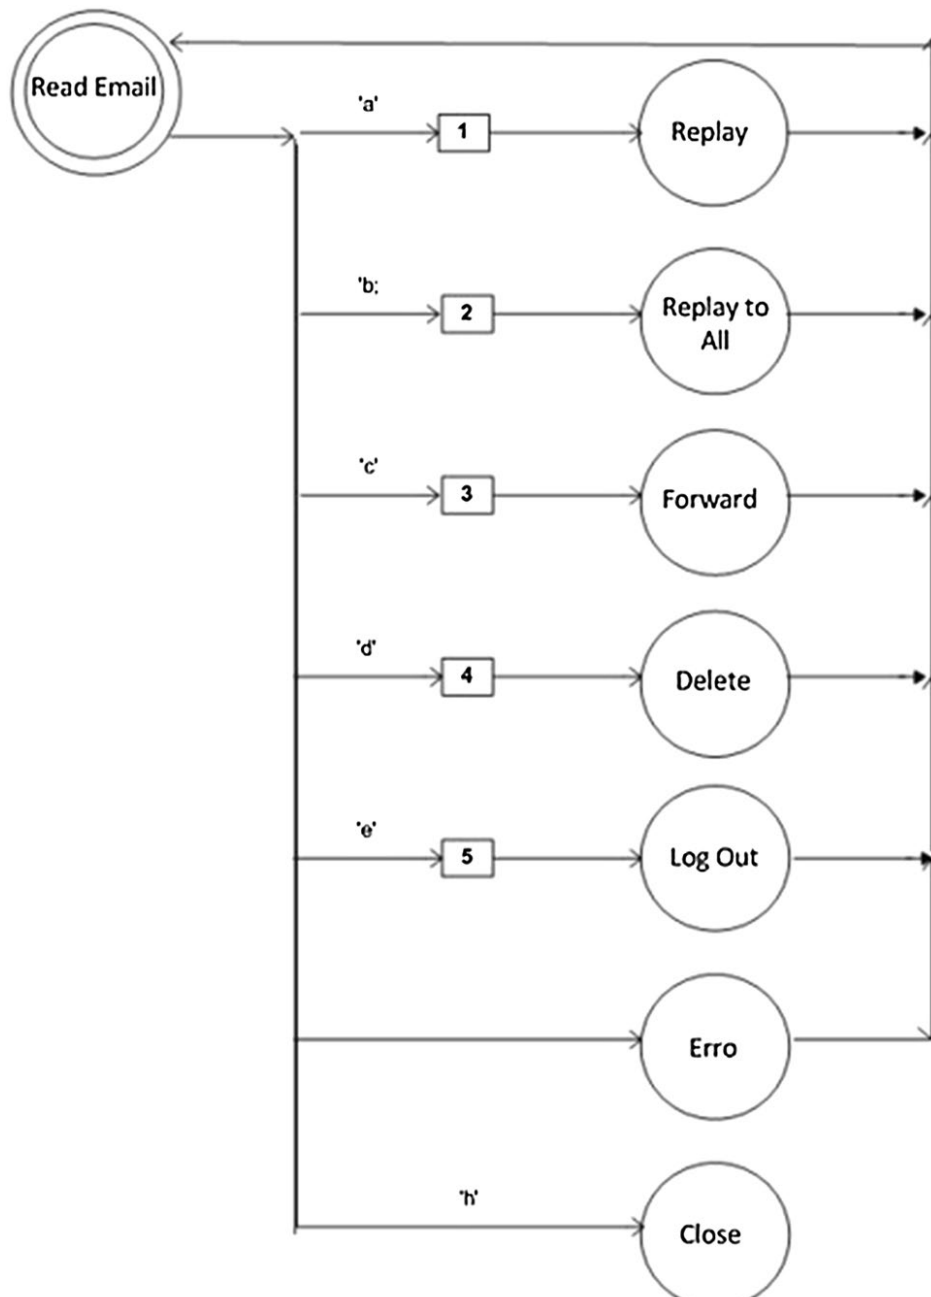 Read Email
'a'
1
Replay
'b;
2
Replay to
All
'c'
3
Forward
'd'
4
Delete
'e'
5
Log Out
Erro
'h'
Close